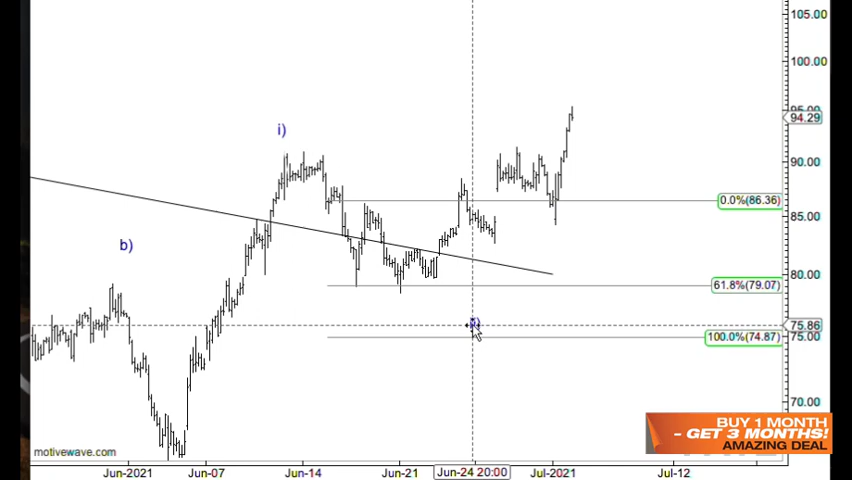 105.00
100.00
95.00
94.29
i)
90.00
0.0%(86.36)
85.00
b)
80.00
61.8%(79.07)
75.86
75.00
100.0%(74.87)
70.00
BUY 1 MONTH
- GET 3 MONTHS!
AMAZING DEAL
motivewave.com
Jun-2021 Jun-07 Jun-14 Jun-21 Jun-24 20:00 Jul-2021 Jul-12